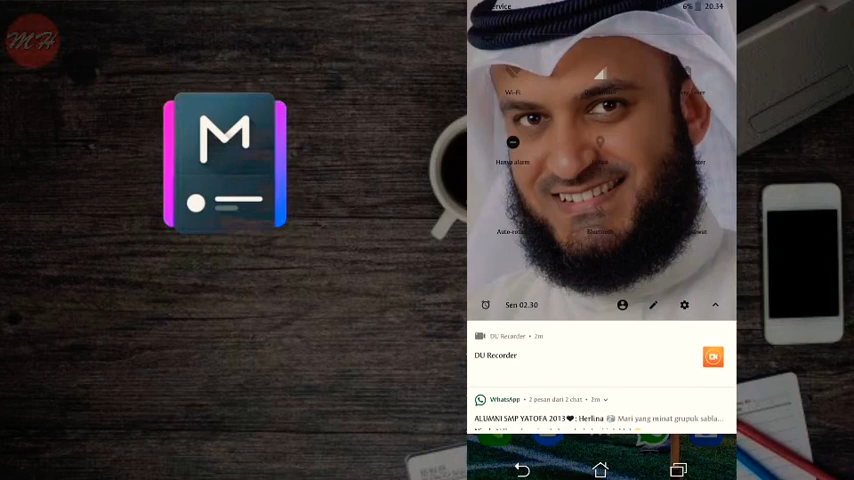 MH
M
service
6% 20.34
Wi-Fi
Hanya alarm
Auto-rota
Bluetooth
Sen 02.30
DU Recorder • 2m
DU Recorder
WhatsApp • 2 pesan dari 2 chat • 2m
ALUMNI SMP YATOFA 2013❤: Herlina Mari yang minat grupuk sabla...